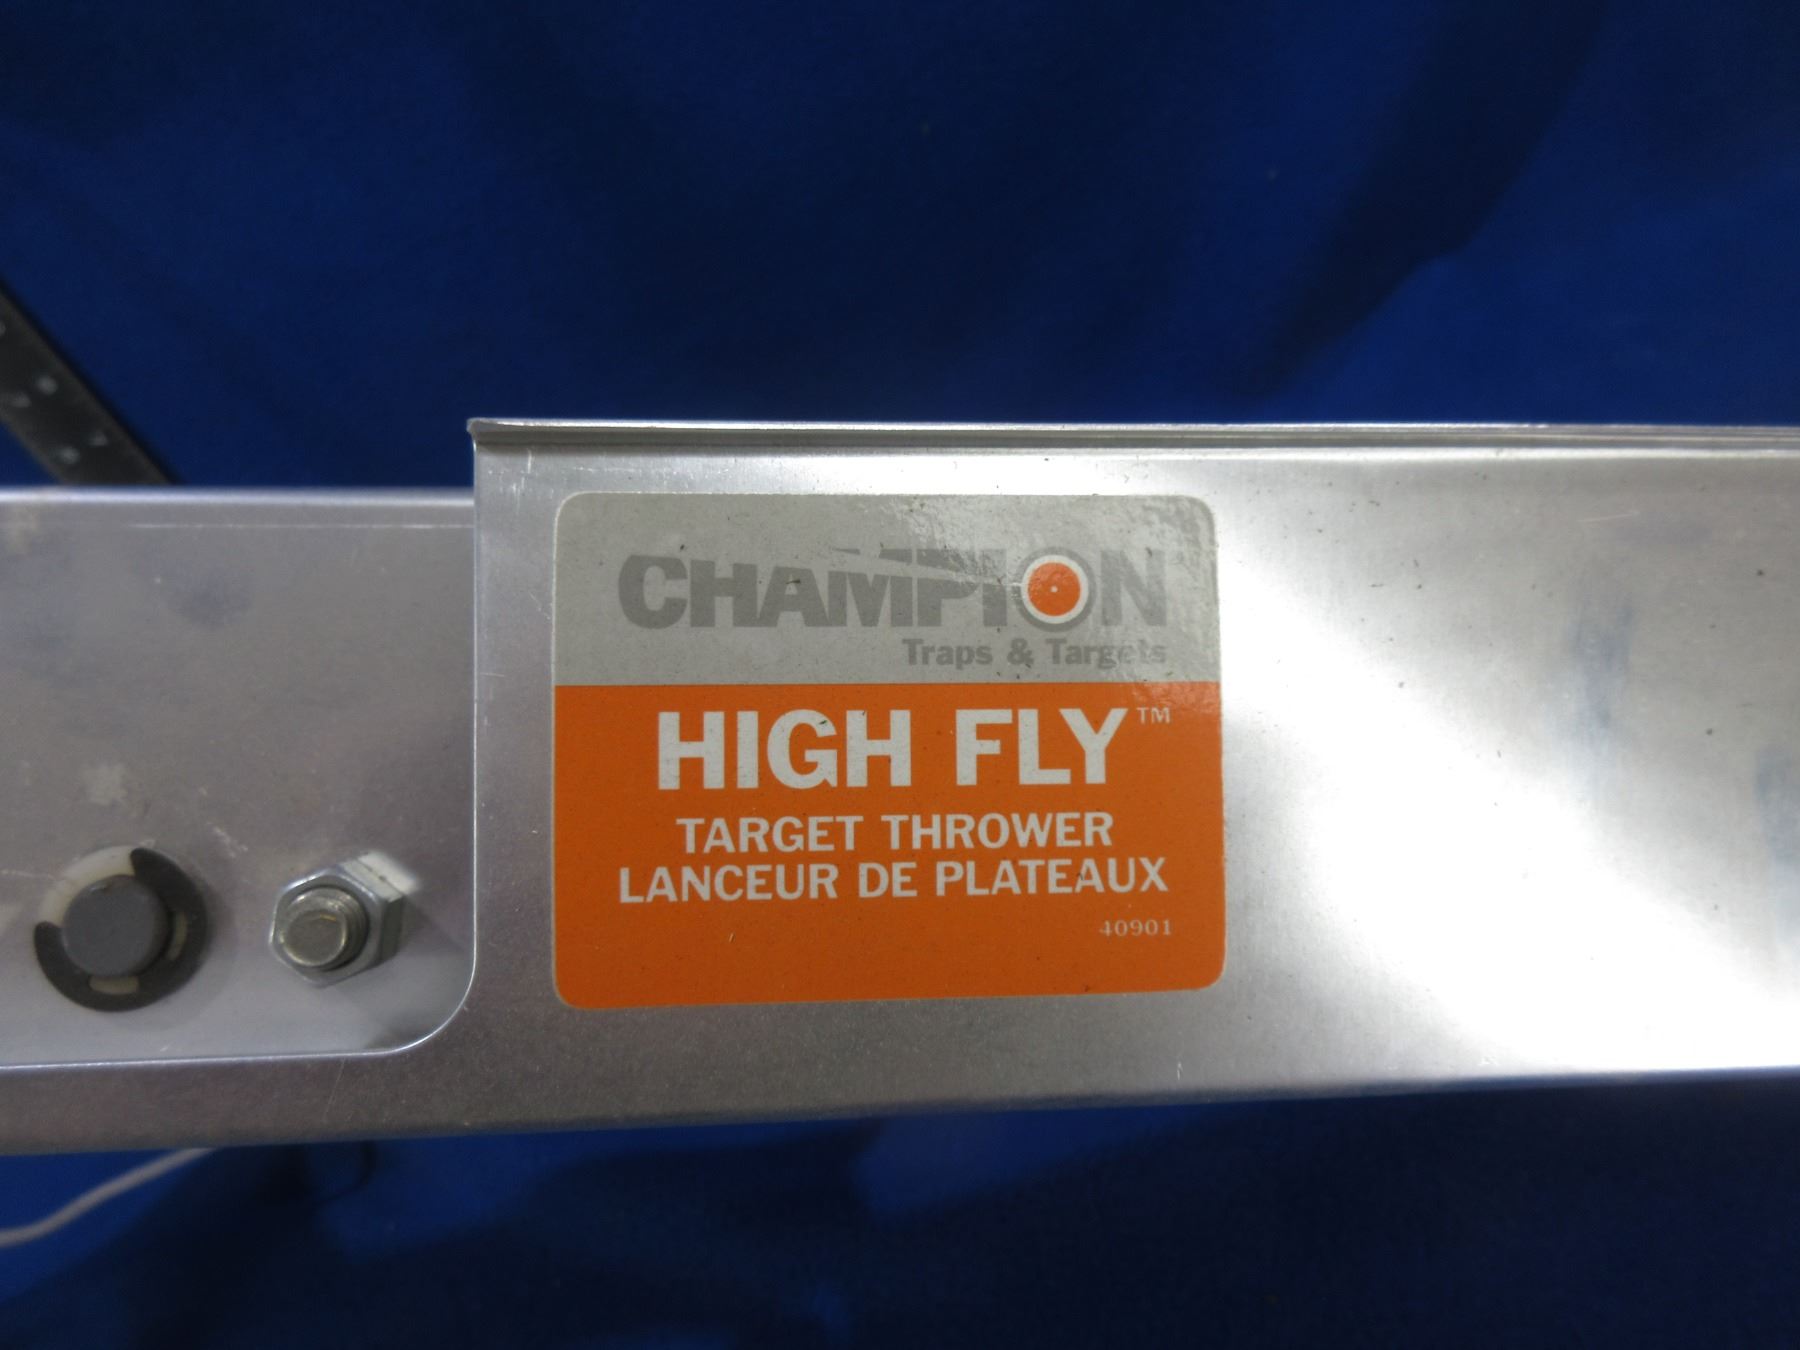 CHAMPION
Traps & Targets
HIGH FLY™
TARGET THROWER
LANCEUR DE PLATEAUX
40901